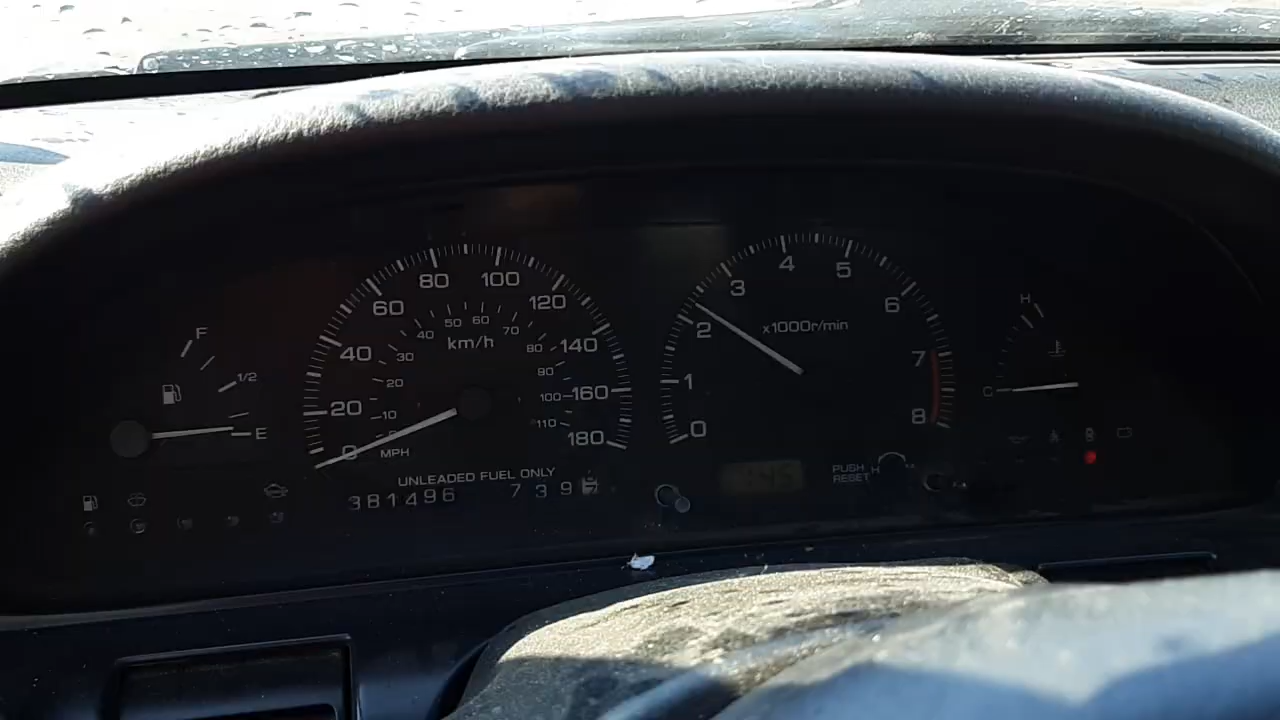 F
1/2
E
0 20 40 60 80 100 120 140 160 180
10 20 30 40 50 60 70 80 90 100 110
km/h
MPH
UNLEADED FUEL ONLY
381496 739
0 1 2 3 4 5 6 7 8
x1000r/min
:45
PUSH H
RESET
H
C